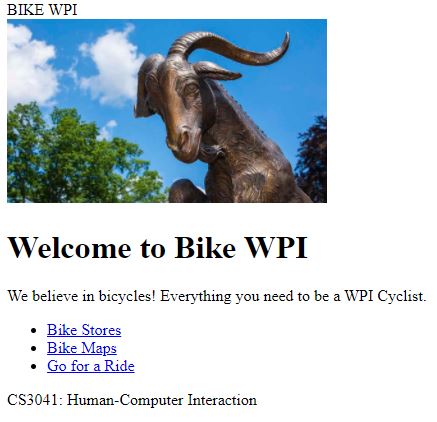 BIKE WPI
Welcome to Bike WPI
We believe in bicycles! Everything you need to be a WPI Cyclist.
Bike Stores
Bike Maps
Go for a Ride
CS3041: Human-Computer Interaction